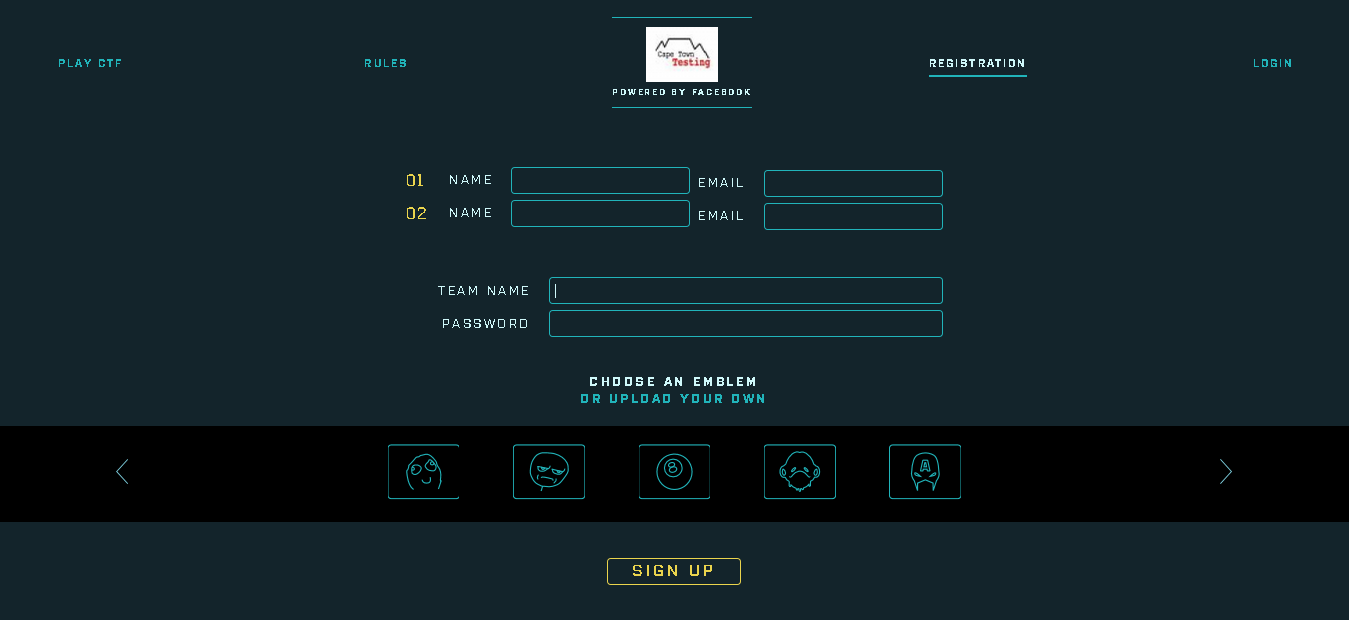 PLAY CTF
RULES
Cape Town
Testing
POWERED BY FACEBOOK
REGISTRATION
LOGIN
01 NAME EMAIL
02 NAME EMAIL
TEAM NAME
PASSWORD
CHOOSE AN EMBLEM
OR UPLOAD YOUR OWN
8
A
SIGN UP